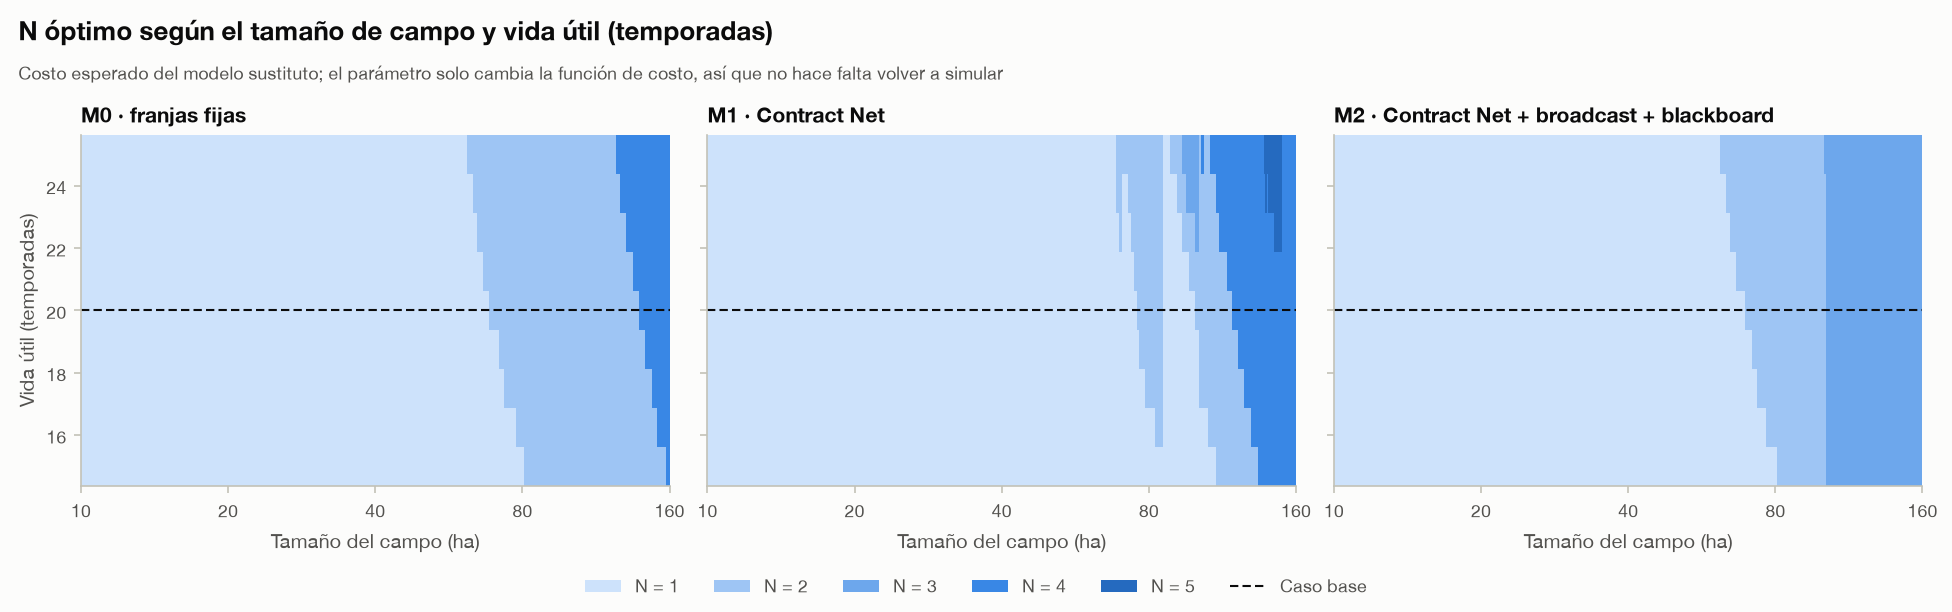 N óptimo según el tamaño de campo y vida útil (temporadas)
Costo esperado del modelo sustituto; el parámetro solo cambia la función de costo, así que no hace falta volver a simular
M0 · franjas fijas
M1 · Contract Net
M2 · Contract Net + broadcast + blackboard
Vida útil (temporadas)
24
22
20
18
16
10 20 40 80 160
10 20 40 80 160
10 20 40 80 160
Tamaño del campo (ha)
Tamaño del campo (ha)
Tamaño del campo (ha)
N = 1 N = 2 N = 3 N = 4 N = 5 Caso base